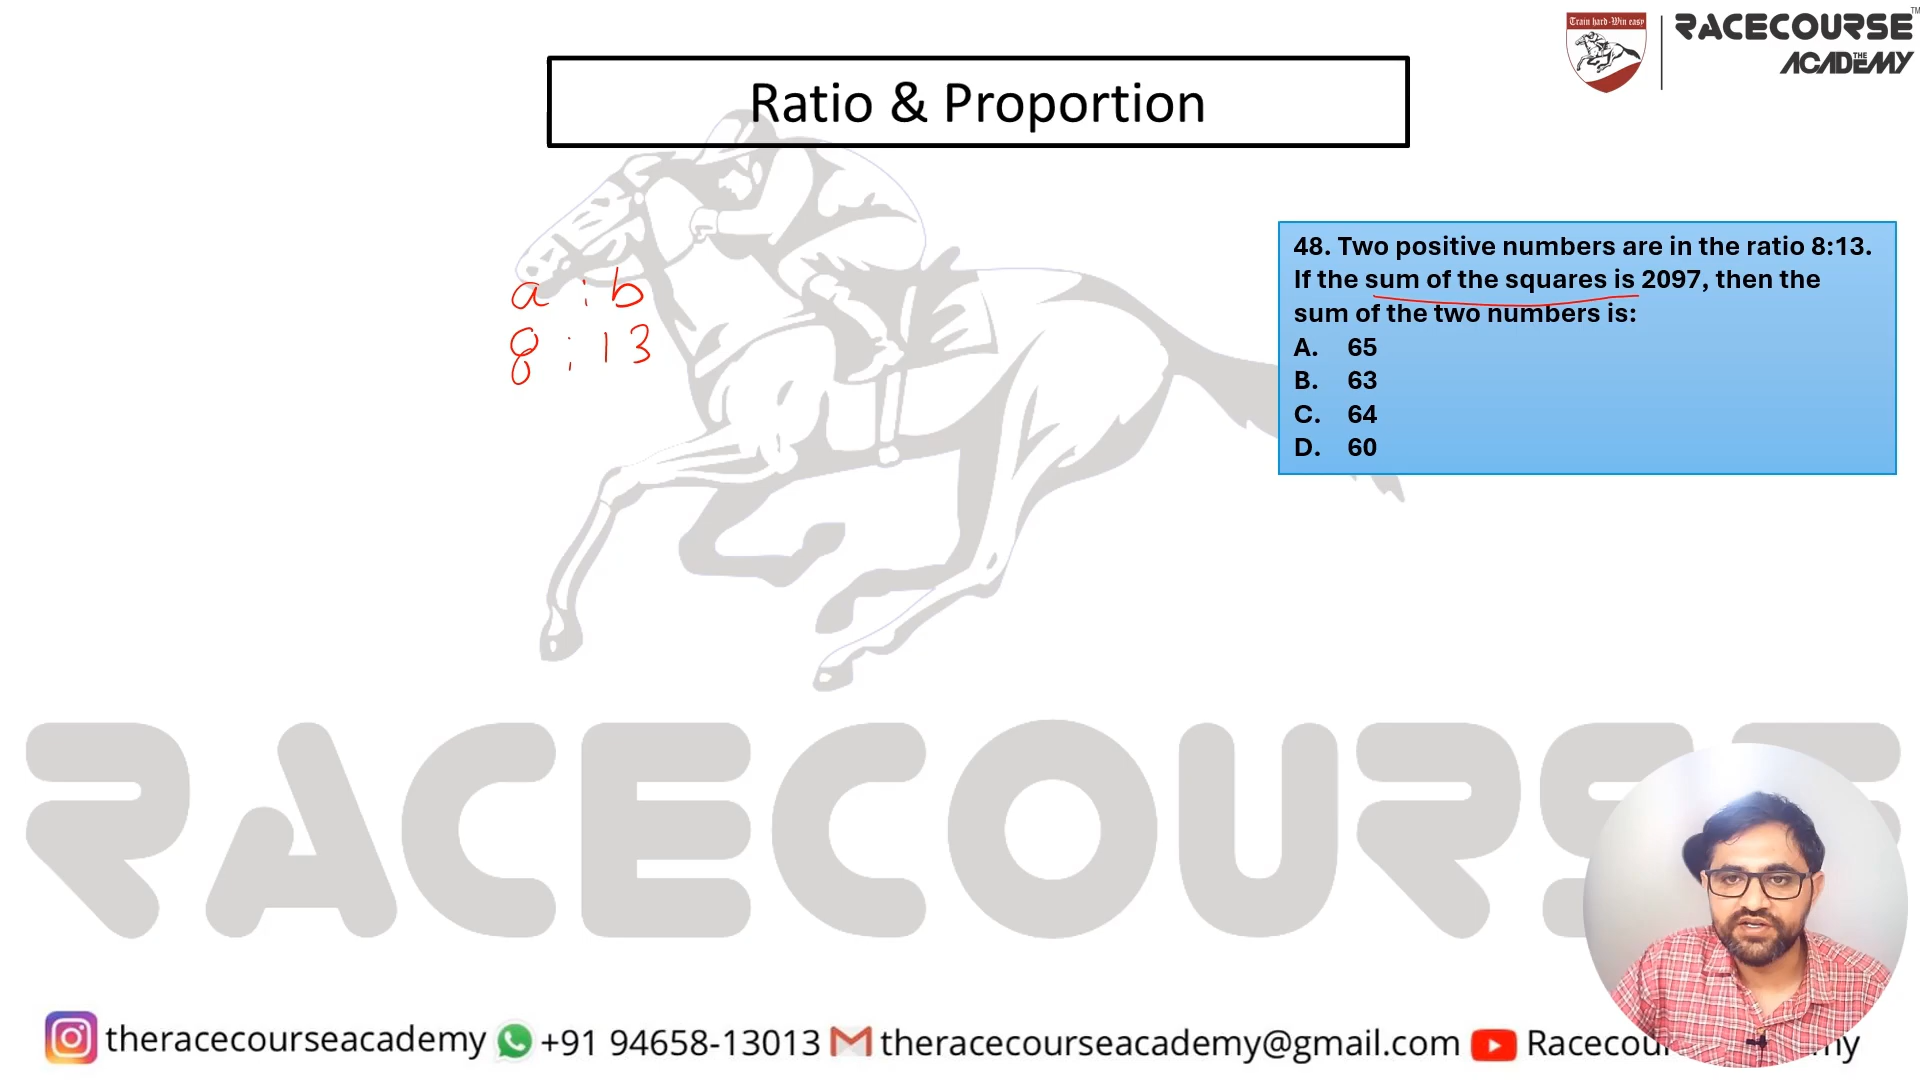 Train hard-Win easy
RACECOURSE TM
THE ACADEMY
Ratio & Proportion
48. Two positive numbers are in the ratio 8:13.
If the sum of the squares is 2097, then the
sum of the two numbers is:
A. 65
B. 63
C. 64
D. 60
a : b
8 : 13
RACECOURSE
theracecourseacademy +91 94658-13013 theracecourseacademy@gmail.com